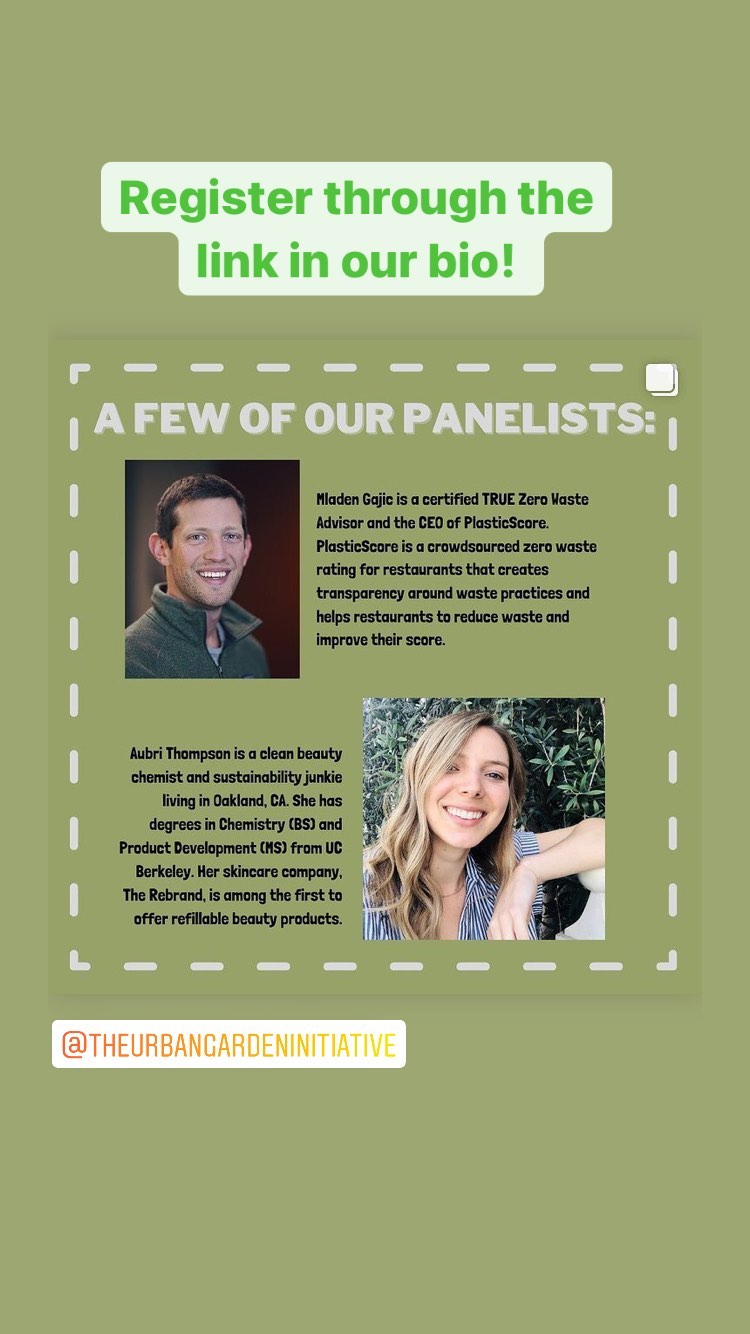 Register through the
link in our bio!
A FEW OF OUR PANELISTS:
Mladen Gajic is a certified TRUE Zero Waste
Advisor and the CEO of PlasticScore.
PlasticScore is a crowdsourced zero waste
rating for restaurants that creates
transparency around waste practices and
helps restaurants to reduce waste and
improve their score.
Aubri Thompson is a clean beauty
chemist and sustainability junkie
living in Oakland, CA. She has
degrees in Chemistry (BS) and
Product Development (MS) from UC
Berkeley. Her skincare company,
The Rebrand, is among the first to
offer refillable beauty products.
@THEURBANGARDENINITIATIVE